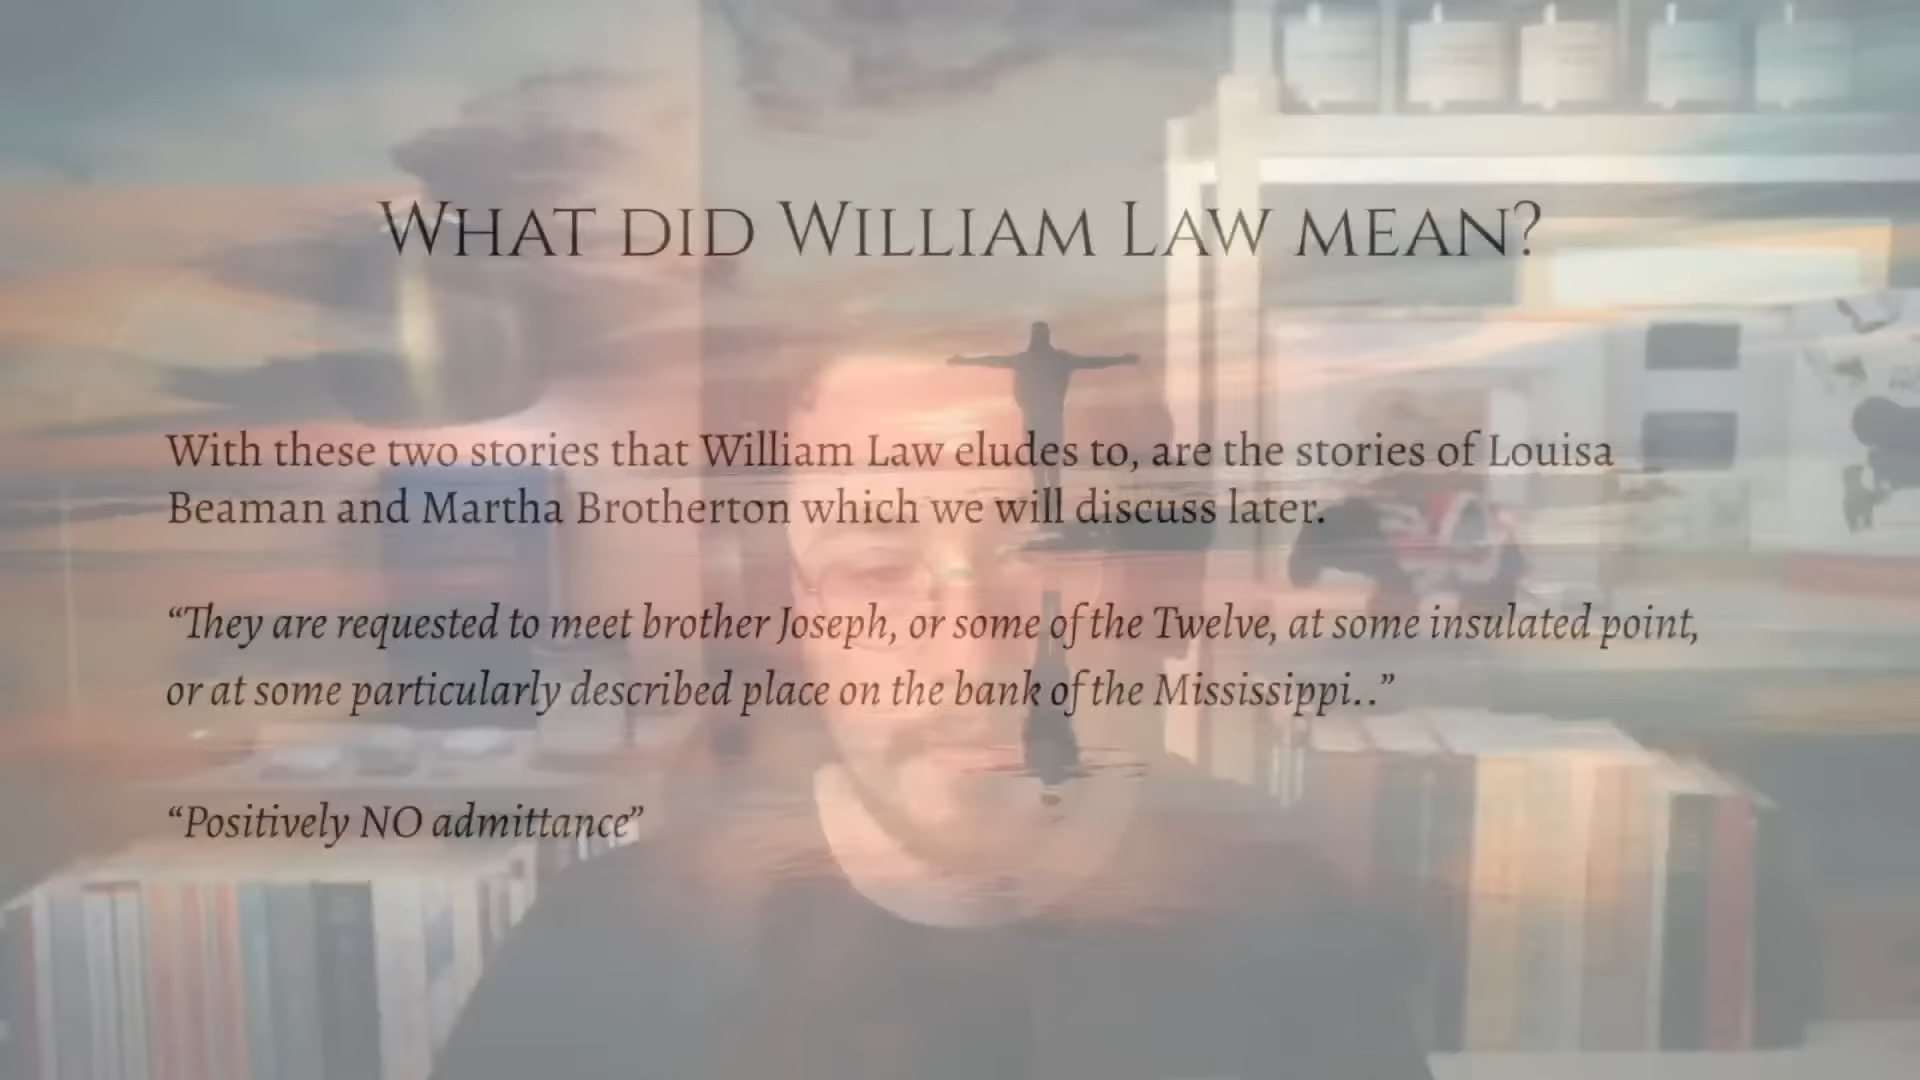 What did William Law mean?
With these two stories that William Law eludes to, are the stories of Louisa
Beaman and Martha Brotherton which we will discuss later.
“They are requested to meet brother Joseph, or some of the Twelve, at some insulated point,
or at some particularly described place on the bank of the Mississippi..”
“Positively NO admittance”